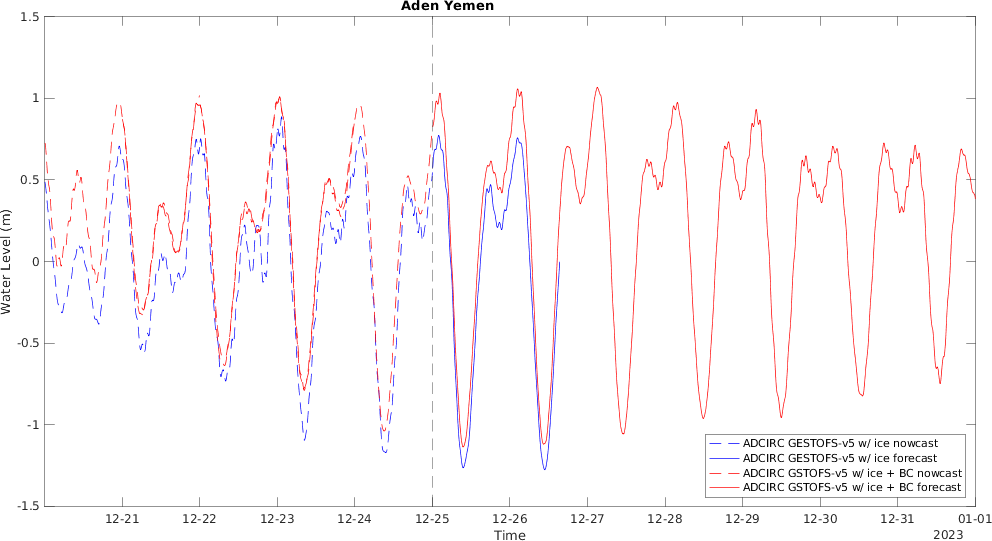 Aden Yemen
1.5
1
0.5
0
-0.5
-1
-1.5
Water Level (m)
12-21 12-22 12-23 12-24 12-25 12-26 12-27 12-28 12-29 12-30 12-31 01-01
Time
2023
ADCIRC GESTOFS-v5 w/ ice nowcast
ADCIRC GESTOFS-v5 w/ ice forecast
ADCIRC GSTOFS-v5 w/ ice + BC nowcast
ADCIRC GSTOFS-v5 w/ ice + BC forecast